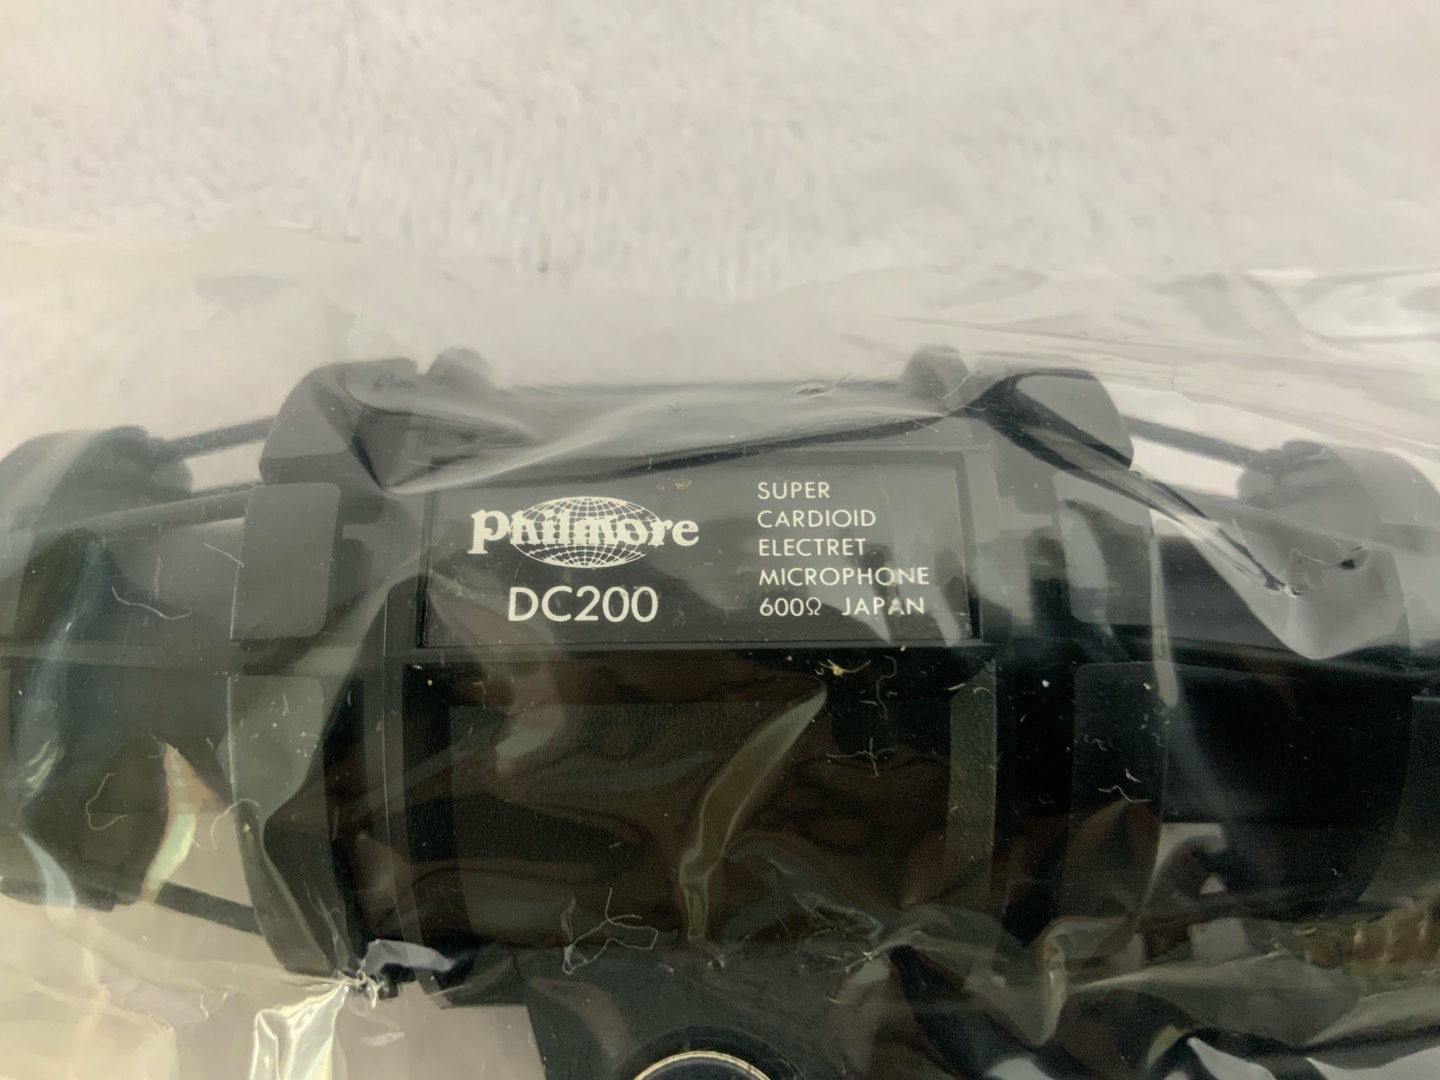 Philmore
DC200
SUPER
CARDIOID
ELECTRET
MICROPHONE
600Ω JAPAN